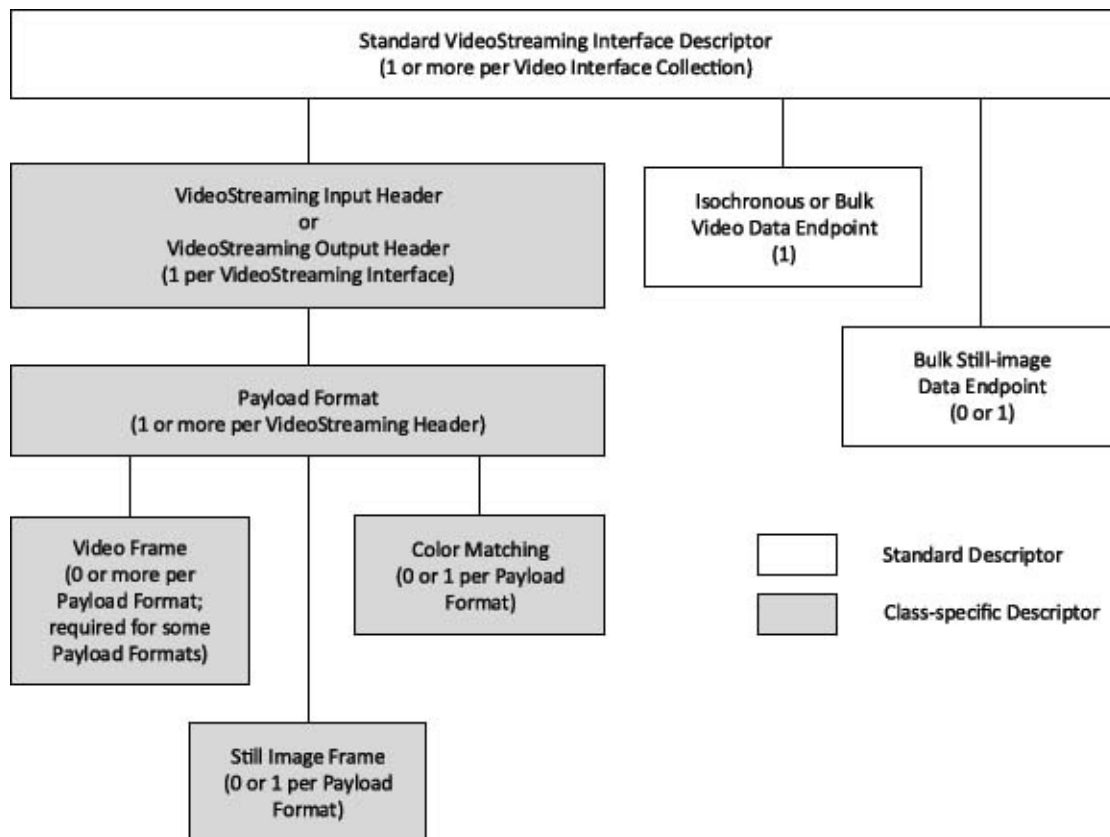 Standard VideoStreaming Interface Descriptor
(1 or more per Video Interface Collection)
VideoStreaming Input Header
or
VideoStreaming Output Header
(1 per VideoStreaming Interface)
Isochronous or Bulk
Video Data Endpoint
(1)
Bulk Still-image
Data Endpoint
(0 or 1)
Payload Format
(1 or more per VideoStreaming Header)
Video Frame
(0 or more per
Payload Format;
required for some
Payload Formats)
Color Matching
(0 or 1 per Payload
Format)
Still Image Frame
(0 or 1 per Payload
Format)
Standard Descriptor
Class-specific Descriptor